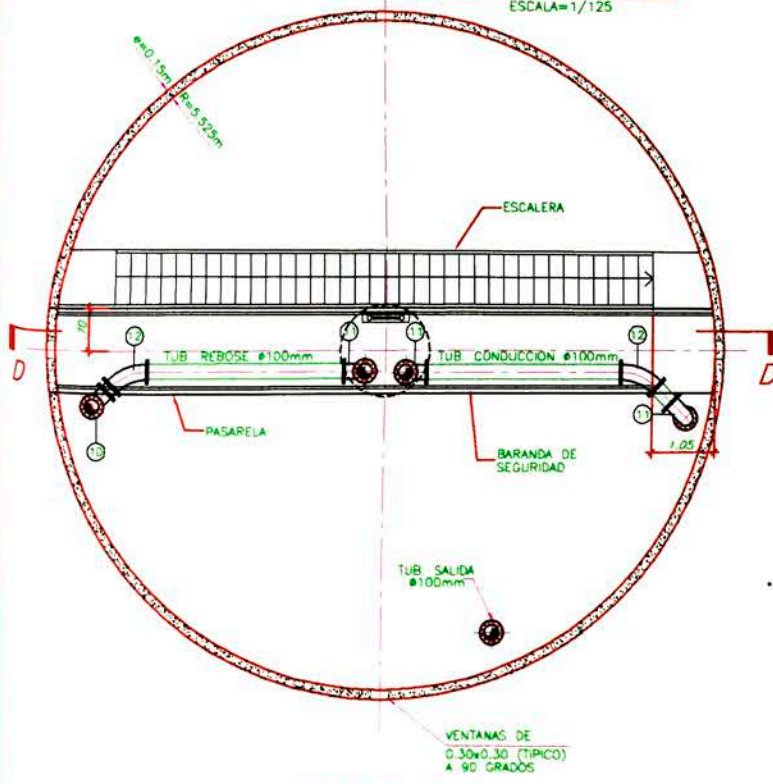 ESCALA=1/125
e=0.15m R=5.525m
ESCALERA
.70
12
11
11
12
TUB. REBOSE ø100mm
TUB. CONDUCCION ø100mm
D
D
11
10
PASARELA
BARANDA DE
SEGURIDAD
1.05
TUB. SALIDA
ø100mm
VENTANAS DE
0.30x0.30 (TIPICO)
A 90 GRADOS